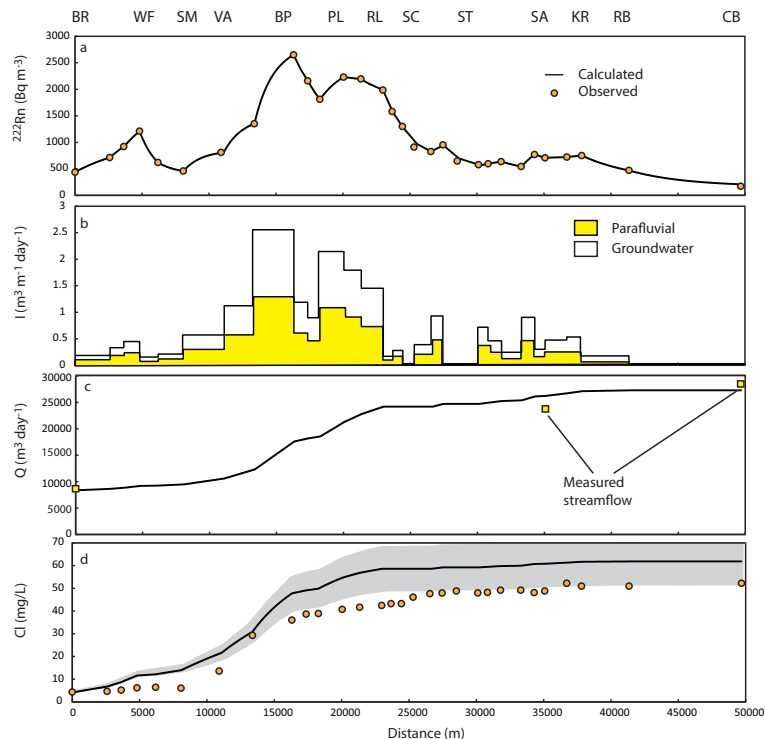 BR WF SM VA BP PL RL SC ST SA KR RB CB
3000
2500
2000
1500
1000
500
0
222Rn (Bq m-3)
a
Calculated
Observed
3
2.5
2
1.5
1
0.5
0
I (m3 m-1 day-1)
b
Parafluvial
Groundwater
30000
25000
20000
15000
10000
5000
0
Q (m3 day-1)
c
Measured
streamflow
70
60
50
40
30
20
10
0
Cl (mg/L)
d
0 5000 10000 15000 20000 25000 30000 35000 40000 45000 50000
Distance (m)